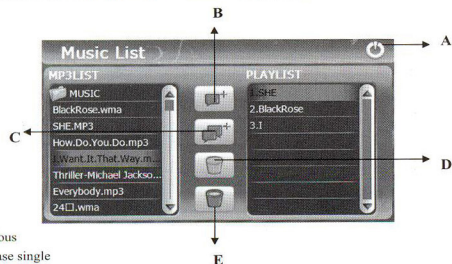 B
A
Music List
MP3LIST
PLAYLIST
MUSIC
1.SHE
BlackRose.wma
2.BlackRose
SHE.MP3
3.I
C
How.Do.You.Do.mp3
I.Want.It.That.Way.m...
D
Thriller-Michael Jackso...
Everybody.mp3
24□.wma
ous
ase single
E